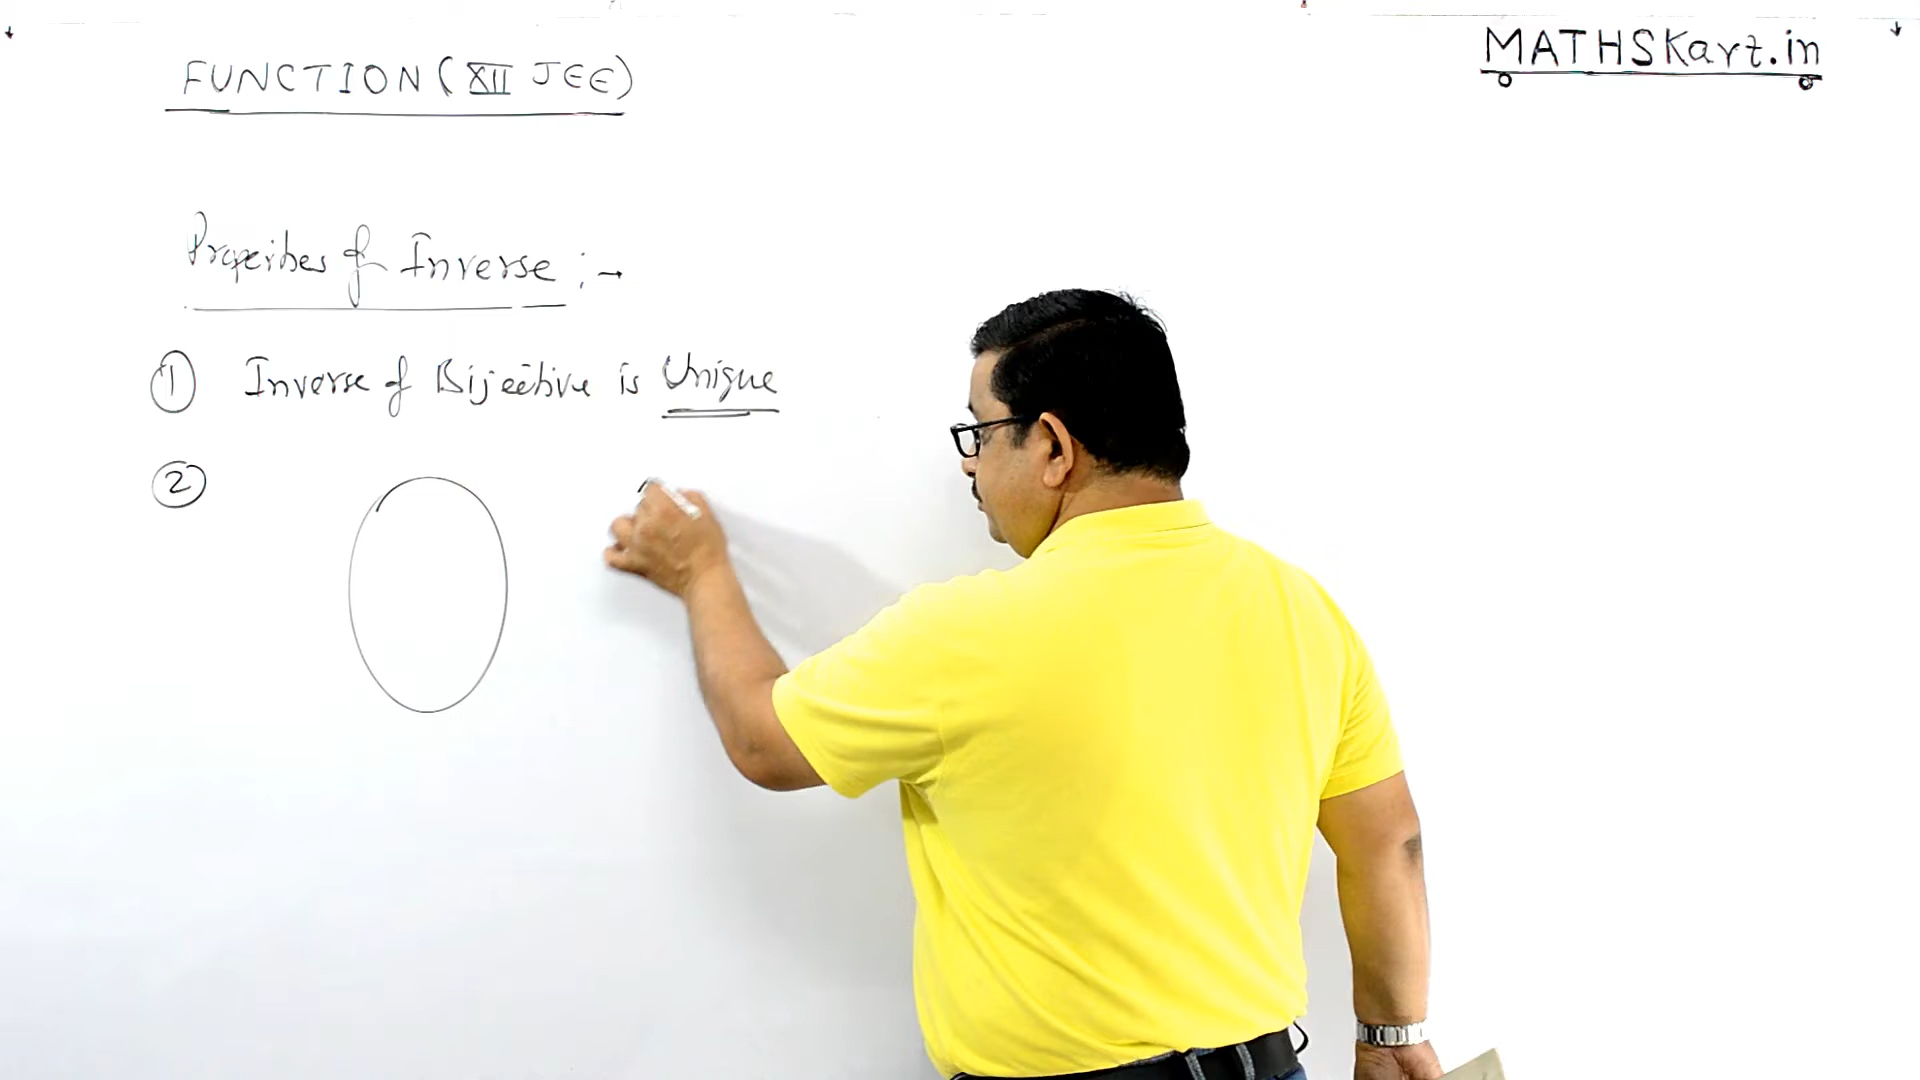 FUNCTION (XII JEE)
MATHSKart.in
Properties of Inverse :-
① Inverse of Bijective is Unique
②